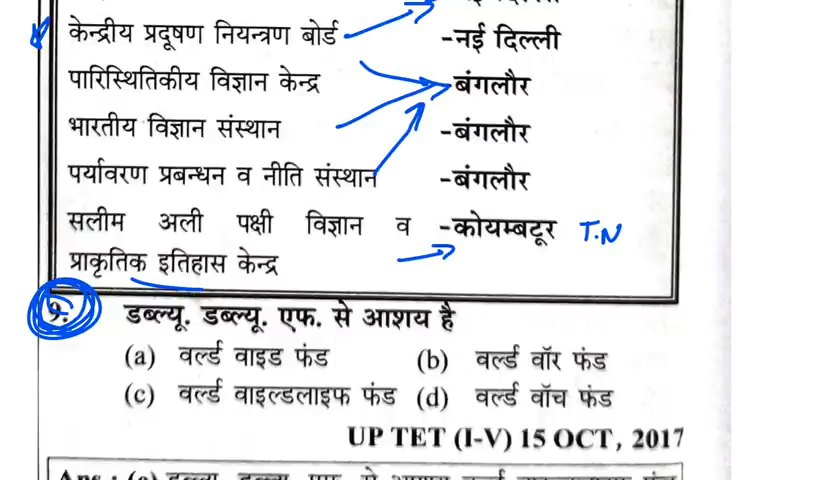 केन्द्रीय प्रदूषण नियन्त्रण बोर्ड -नई दिल्ली
पारिस्थितिकीय विज्ञान केन्द्र -बंगलौर
भारतीय विज्ञान संस्थान -बंगलौर
पर्यावरण प्रबन्धन व नीति संस्थान -बंगलौर
सलीम अली पक्षी विज्ञान व -कोयम्बटूर T.N
प्राकृतिक इतिहास केन्द्र
9. डब्ल्यू. डब्ल्यू. एफ. से आशय है
(a) वर्ल्ड वाइड फंड (b) वर्ल्ड वॉर फंड
(c) वर्ल्ड वाइल्डलाइफ फंड (d) वर्ल्ड वॉच फंड
UP TET (I-V) 15 OCT, 2017